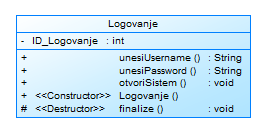 Logovanje
- ID_Logovanje : int
+ unesiUsername () : String
+ unesiPassword () : String
+ otvoriSistem () : void
+ <<Constructor>> Logovanje ()
# <<Destructor>> finalize () : void